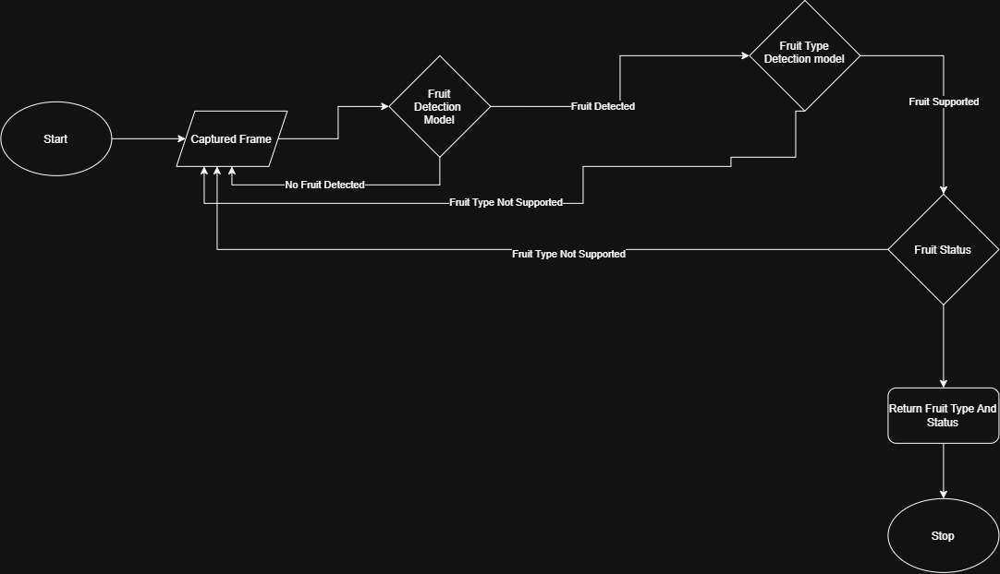 Start
Captured Frame
Fruit
Detection
Model
Fruit Detected
Fruit Type
Detection model
Fruit Supported
No Fruit Detected
Fruit Type Not Supported
Fruit Type Not Supported
Fruit Status
Return Fruit Type And
Status
Stop